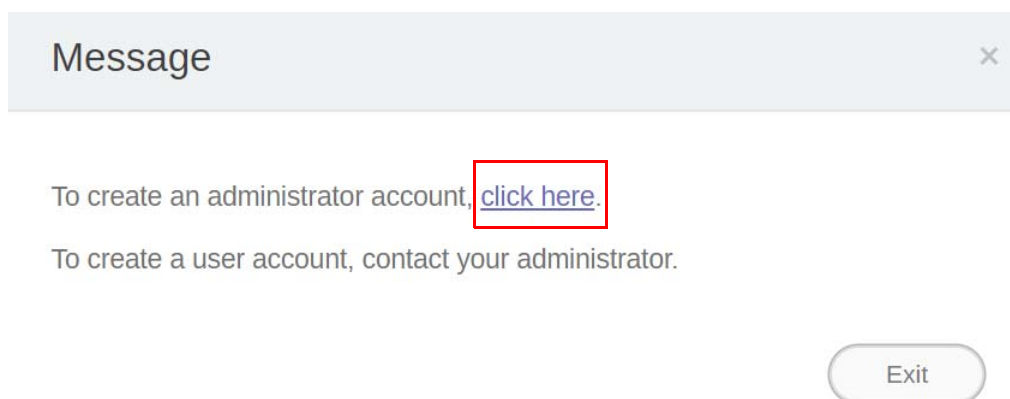 Message ×
To create an administrator account, click here.
To create a user account, contact your administrator.
Exit